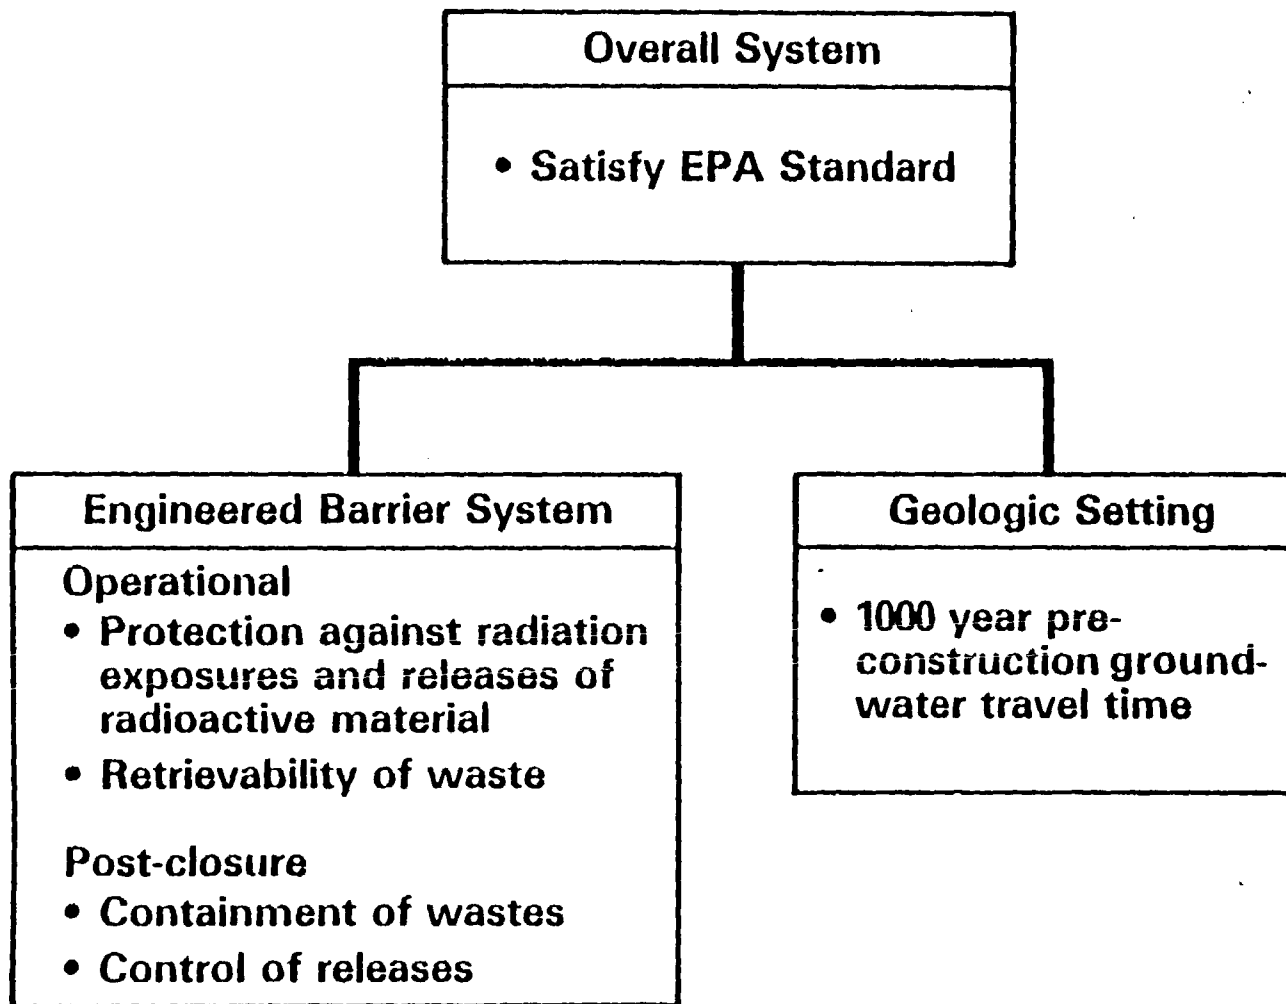 Overall System
• Satisfy EPA Standard
Engineered Barrier System
Operational
• Protection against radiation
exposures and releases of
radioactive material
• Retrievability of waste
Post-closure
• Containment of wastes
• Control of releases
Geologic Setting
• 1000 year pre-
construction ground-
water travel time